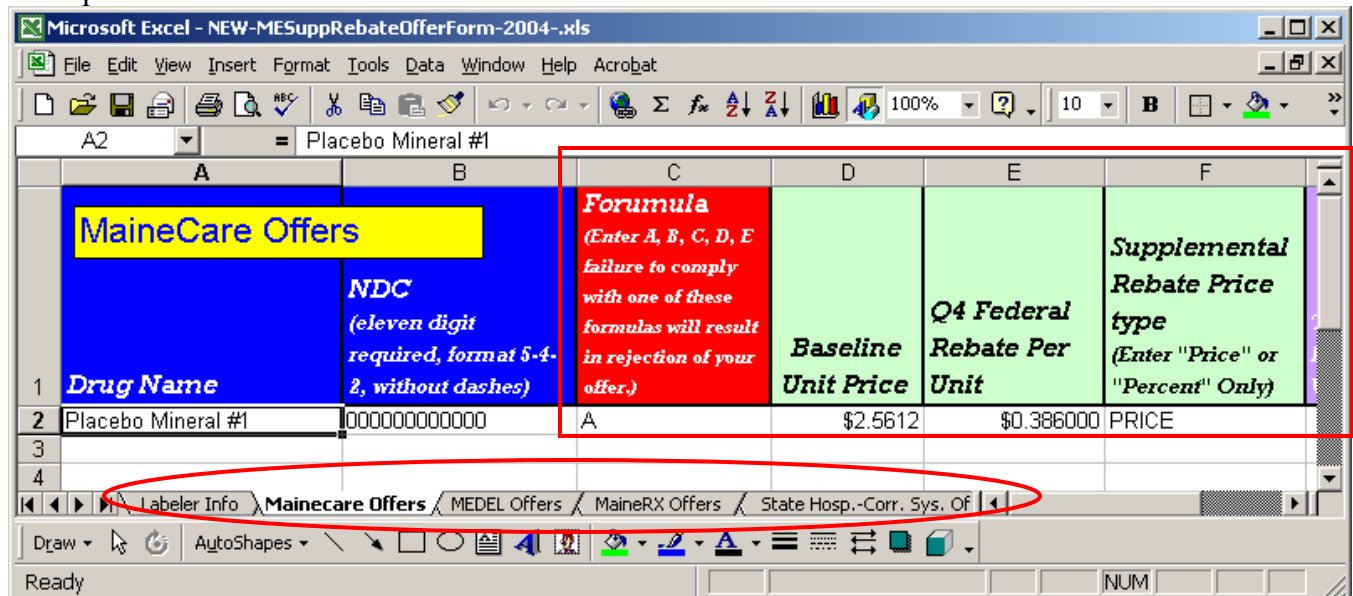 Microsoft Excel - NEW-MESuppRebateOfferForm-2004-.xls
File Edit View Insert Format Tools Data Window Help Acrobat
100% 10 B
A2 = Placebo Mineral #1
A B C D E F
MaineCare Offers
1 Drug Name
NDC
(eleven digit
required, format 5-4-
2, without dashes)
Forumula
(Enter A, B, C, D, E
failure to comply
with one of these
formulas will result
in rejection of your
offer.)
Baseline
Unit Price
Q4 Federal
Rebate Per
Unit
Supplemental
Rebate Price
type
(Enter "Price" or
"Percent" Only)
2 Placebo Mineral #1 000000000000 A $2.5612 $0.386000 PRICE
3
4
Labeler Info Mainecare Offers MEDEL Offers MaineRX Offers State Hosp.-Corr. Sys. Of
Draw AutoShapes
Ready NUM